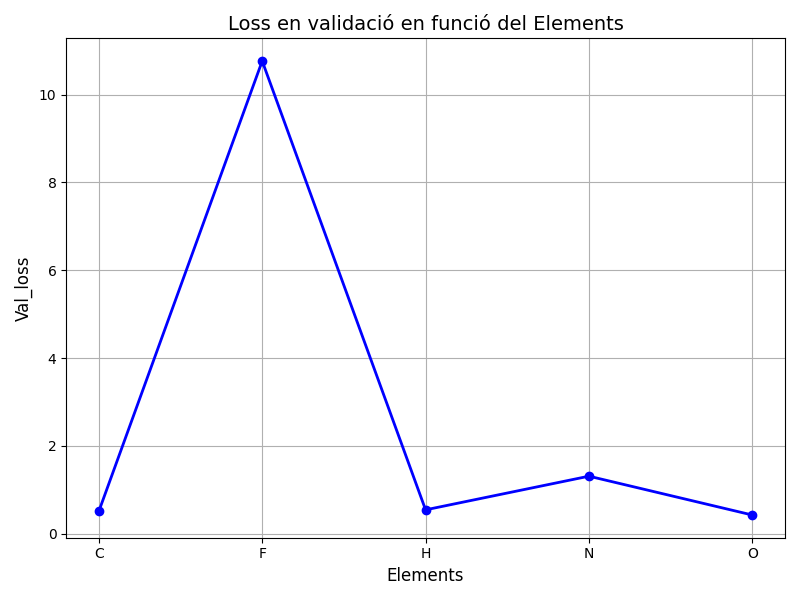 Loss en validació en funció del Elements
Val_loss
10
8
6
4
2
0
C F H N O
Elements